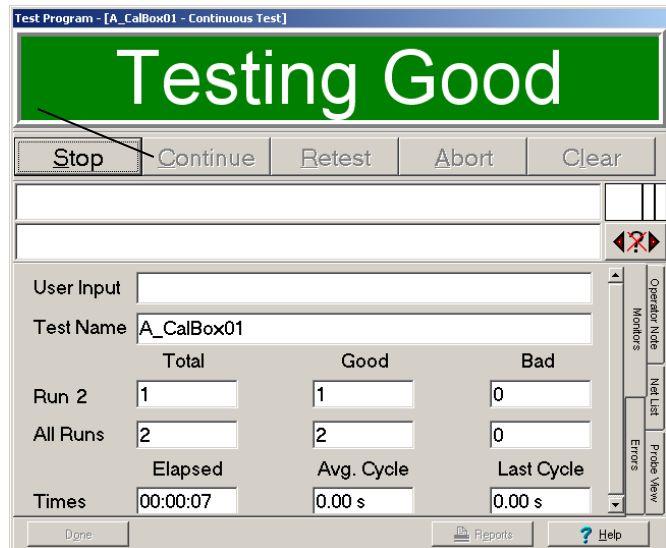 Test Program - [A_CalBox01 - Continuous Test]
Testing Good
Stop Continue Retest Abort Clear
?
User Input
Test Name A_CalBox01
Total Good Bad
Run 2 1 1 0
All Runs 2 2 0
Elapsed Avg. Cycle Last Cycle
Times 00:00:07 0.00 s 0.00 s
Operator Note
Monitors
Net List
Errors
Probe View
Done Reports ? Help